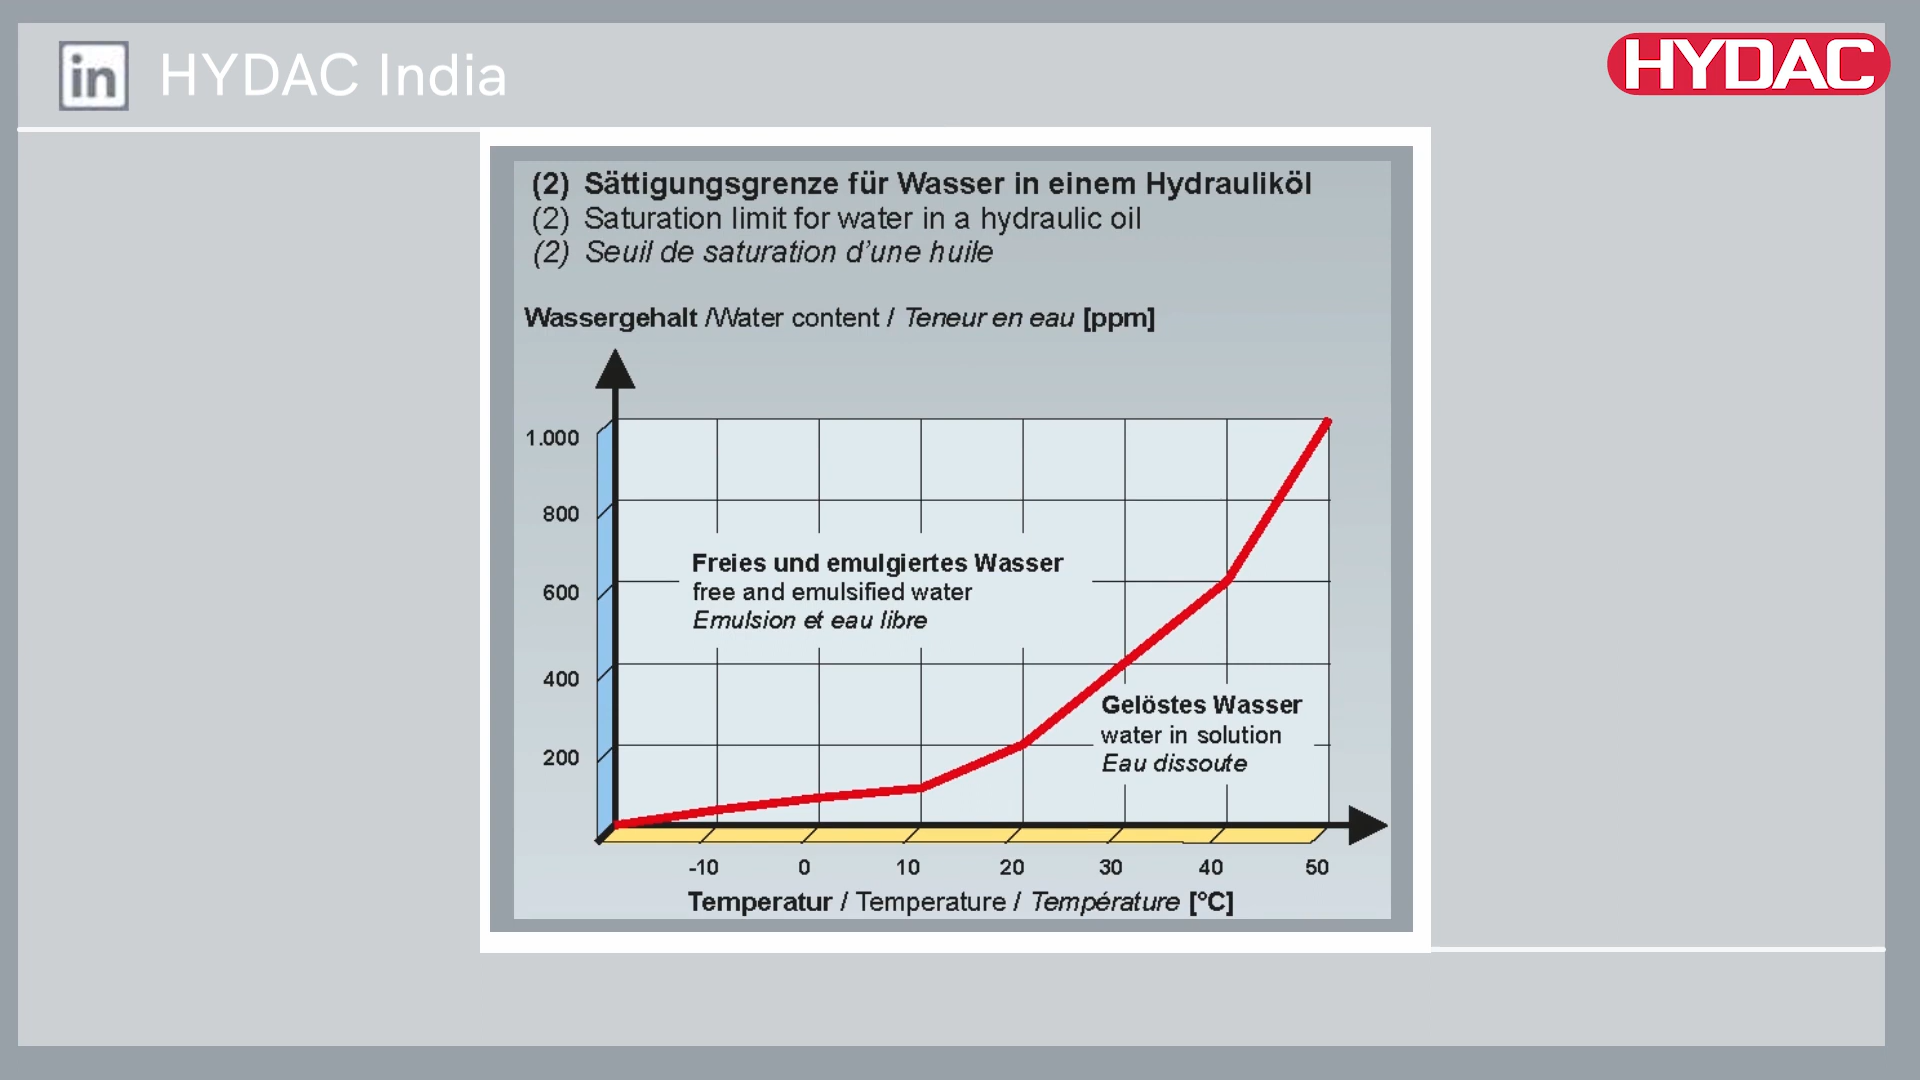 in HYDAC India
HYDAC
(2) Sättigungsgrenze für Wasser in einem Hydrauliköl
(2) Saturation limit for water in a hydraulic oil
(2) Seuil de saturation d'une huile
Wassergehalt /Water content / Teneur en eau [ppm]
1.000
800
600
400
200
Freies und emulgiertes Wasser
free and emulsified water
Emulsion et eau libre
Gelöstes Wasser
water in solution
Eau dissoute
-10 0 10 20 30 40 50
Temperatur / Temperature / Température [°C]